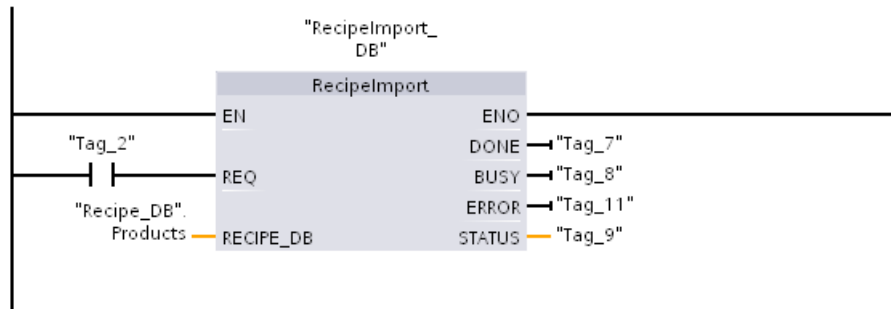 "RecipeImport_
DB"
RecipeImport
EN
ENO
"Tag_2"
DONE
"Tag_7"
REQ
BUSY
"Tag_8"
"Recipe_DB".
ERROR
"Tag_11"
Products
RECIPE_DB
STATUS
"Tag_9"